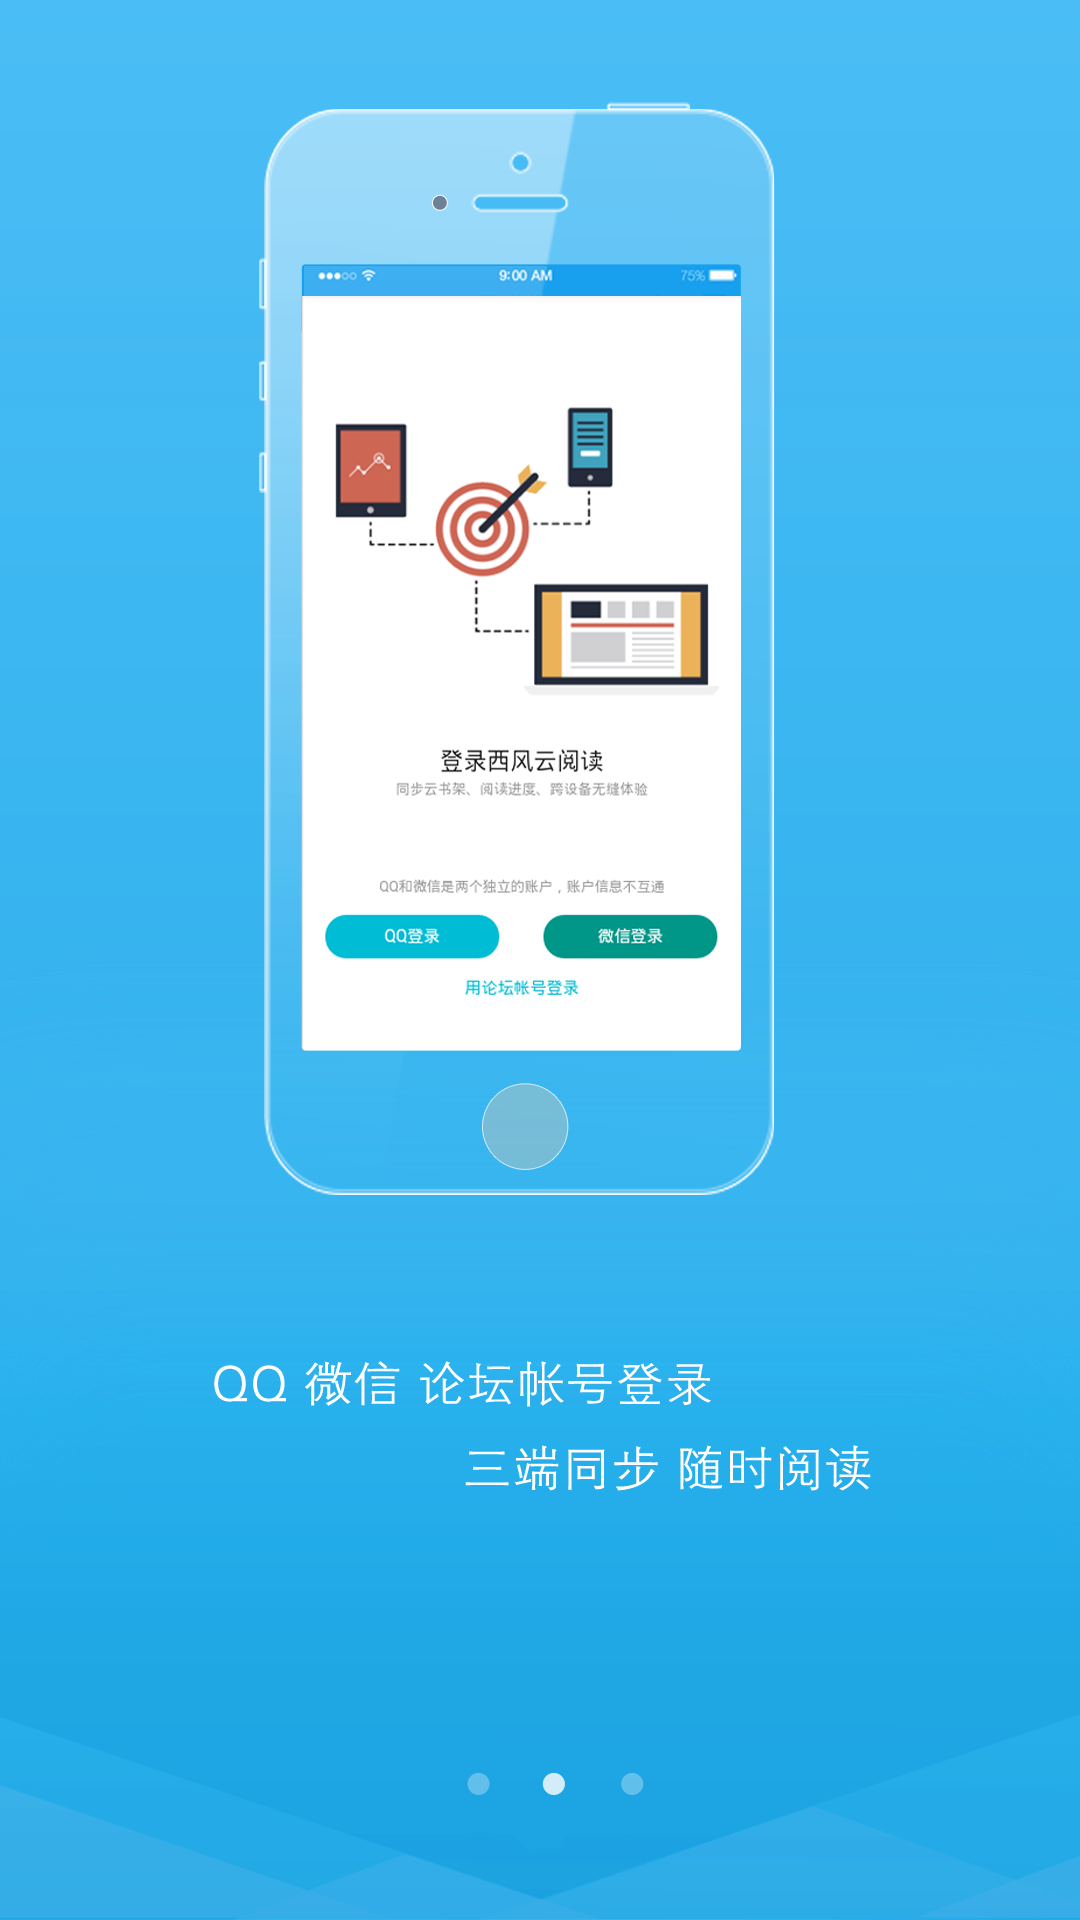 9:00 AM 75%
登录西风云阅读
同步云书架、阅读进度、跨设备无缝体验
QQ和微信是两个独立的账户，账户信息不互通
QQ登录 微信登录
用论坛帐号登录
QQ 微信 论坛帐号登录
三端同步 随时阅读